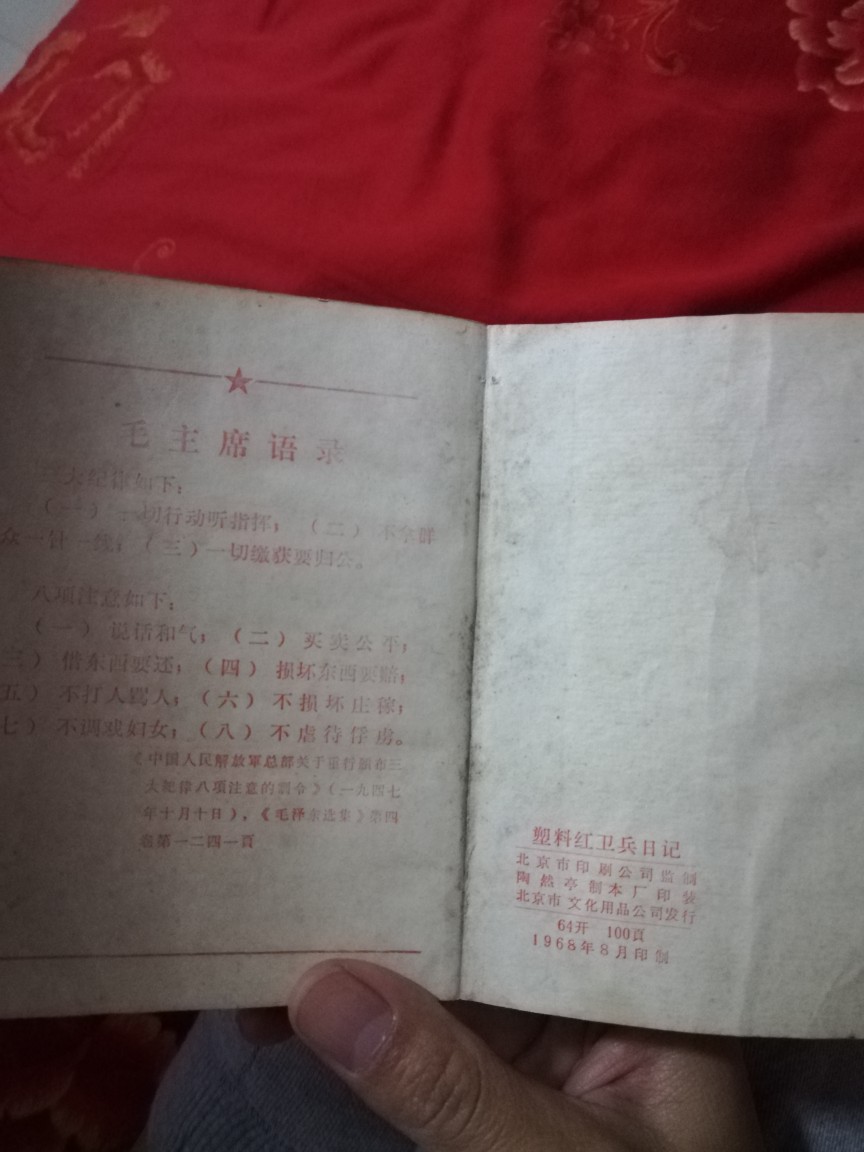 毛主席语录
三大纪律如下：
（一）一切行动听指挥；（二）不拿群
众一针一线；（三）一切缴获要归公。
八项注意如下：
（一）说话和气；（二）买卖公平；
三）借东西要还；（四）损坏东西要赔；
五）不打人骂人；（六）不损坏庄稼；
七）不调戏妇女；（八）不虐待俘虏。
《中国人民解放軍总部关于重行頒布三
大纪律八项注意的訓令》（一九四七
年十月十日），《毛泽东选集》第四
卷第一二四一頁
塑料红卫兵日记
北京市印刷公司监制
陶然亭制本厂印装
北京市文化用品公司发行
64开 100頁
1968年8月印制